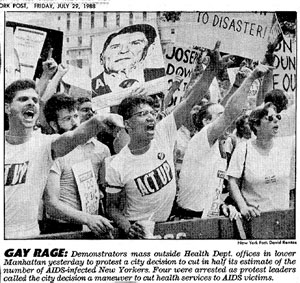 RK POST, FRIDAY, JULY 29, 1988
TO DISASTER!
JOSEPH
DOW
ACT UP
New York Post: David Rentas
GAY RAGE: Demonstrators mass outside Health Dept. offices in lower
Manhattan yesterday to protest a city decision to cut in half its estimate of the
number of AIDS-infected New Yorkers. Four were arrested as protest leaders
called the city decision a maneuver to cut health services to AIDS victims.